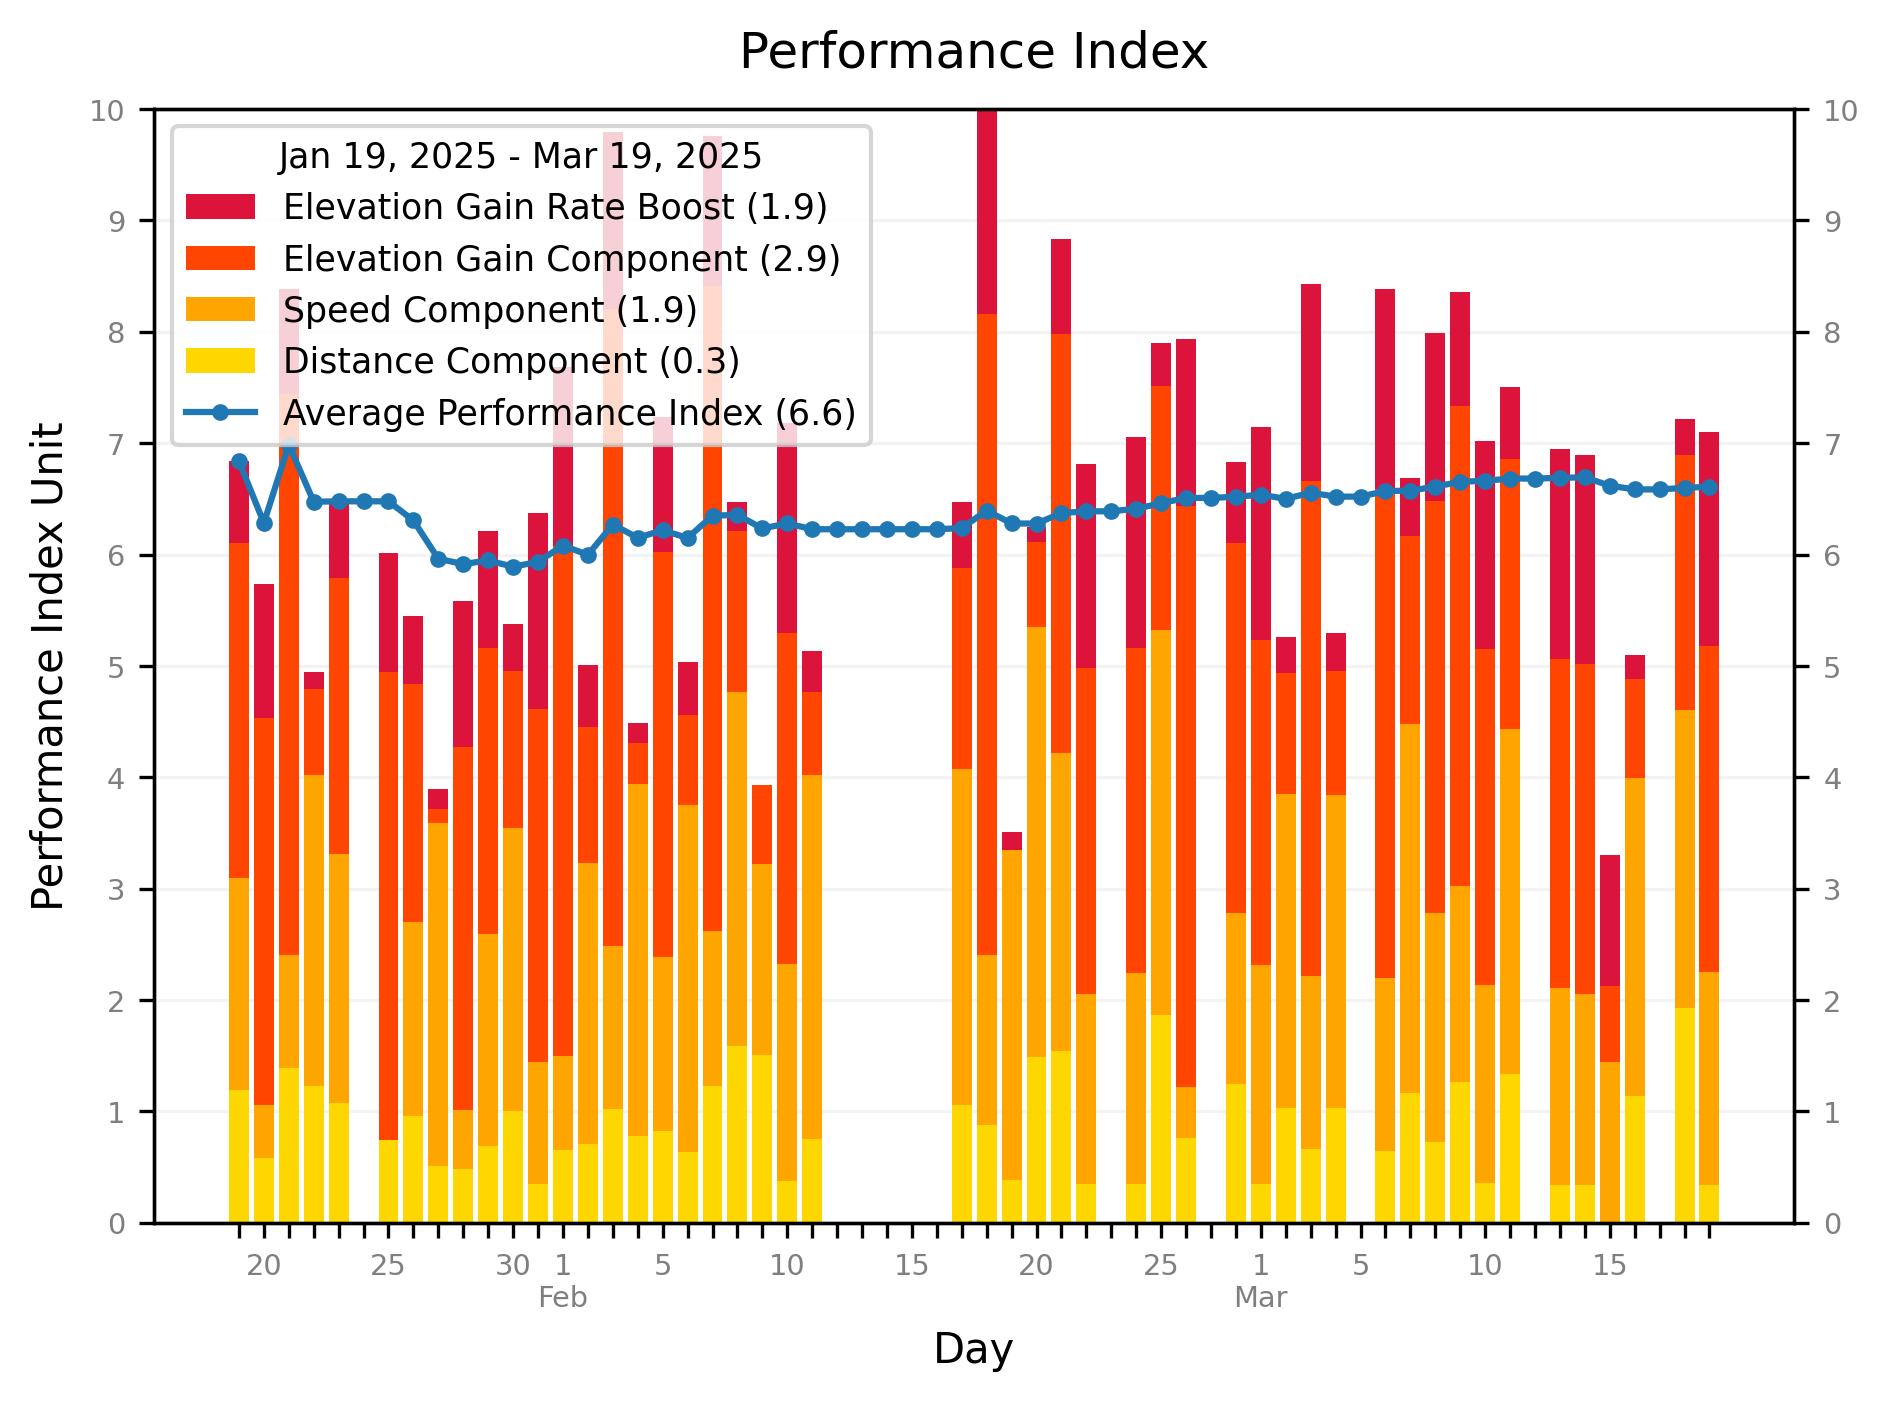 Performance Index
Jan 19, 2025 - Mar 19, 2025
Elevation Gain Rate Boost (1.9)
Elevation Gain Component (2.9)
Speed Component (1.9)
Distance Component (0.3)
Average Performance Index (6.6)
Performance Index Unit
10
9
8
7
6
5
4
3
2
1
0
10
9
8
7
6
5
4
3
2
1
0
20 25 30 1 5 10 15 20 25 1 5 10 15
Feb Mar
Day